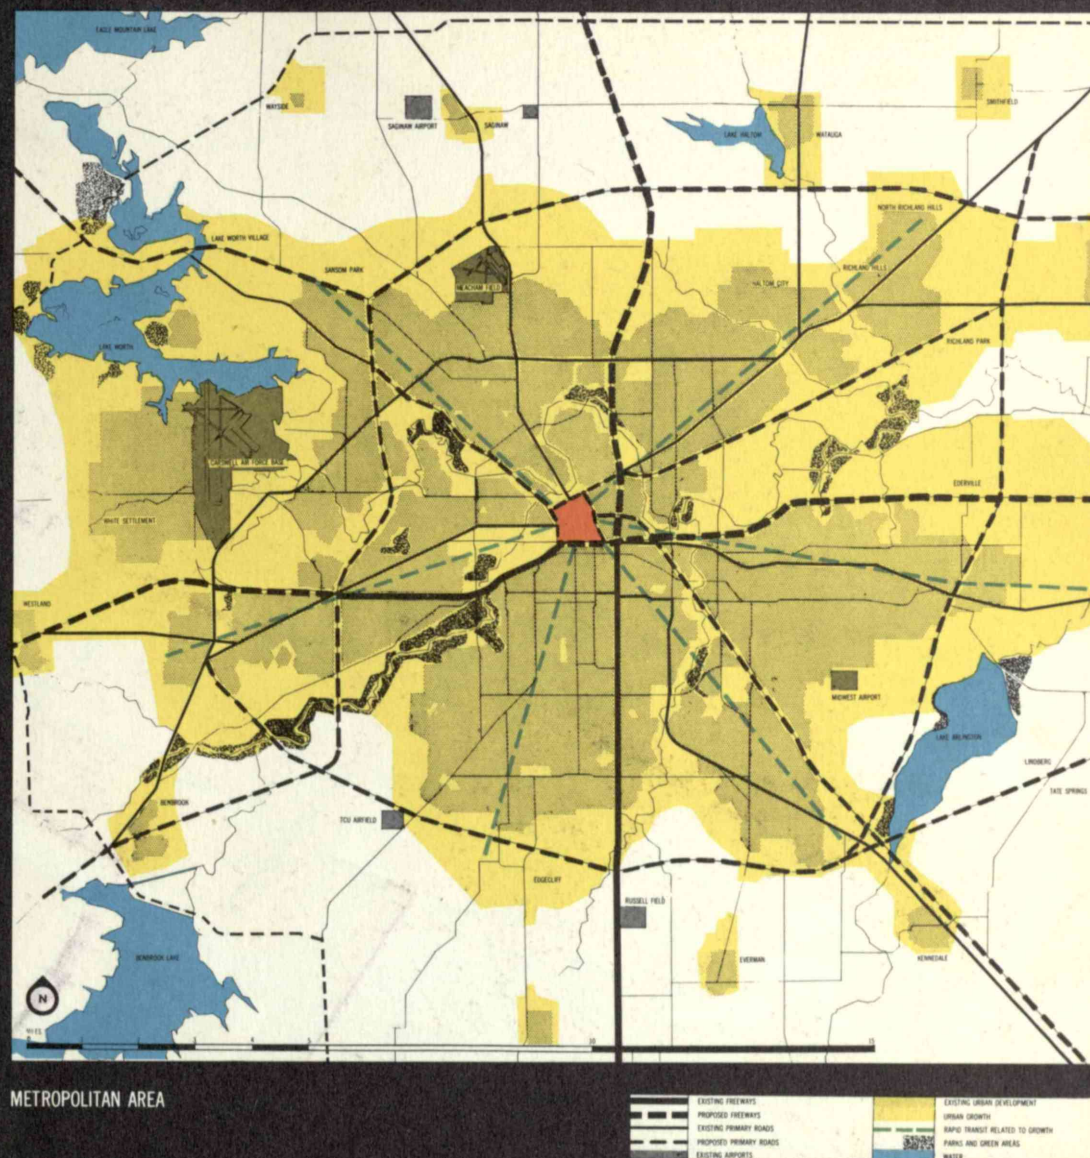 EAGLE MOUNTAIN LAKE
WAYSIDE
SAGINAW AIRPORT
SAGINAW
LAKE HALTOM
WATAUGA
SMITHFIELD
NORTH RICHLAND HILLS
LAKE WORTH VILLAGE
SANSOM PARK
MEACHAM FIELD
HALTOM CITY
RICHLAND HILLS
RICHLAND PARK
LAKE WORTH
CARSWELL AIR FORCE BASE
WHITE SETTLEMENT
EDERVILLE
WESTLAND
MIDWEST AIRPORT
LAKE ARLINGTON
LINDBERG
TATE SPRINGS
BENBROOK
TCU AIRFIELD
EDGECLIFF
RUSSELL FIELD
EVERMAN
KENNEDALE
BENBROOK LAKE
N
MILES
10
15
METROPOLITAN AREA
EXISTING FREEWAYS
PROPOSED FREEWAYS
EXISTING PRIMARY ROADS
PROPOSED PRIMARY ROADS
EXISTING AIRPORTS
EXISTING URBAN DEVELOPMENT
URBAN GROWTH
RAPID TRANSIT RELATED TO GROWTH
PARKS AND GREEN AREAS
WATER